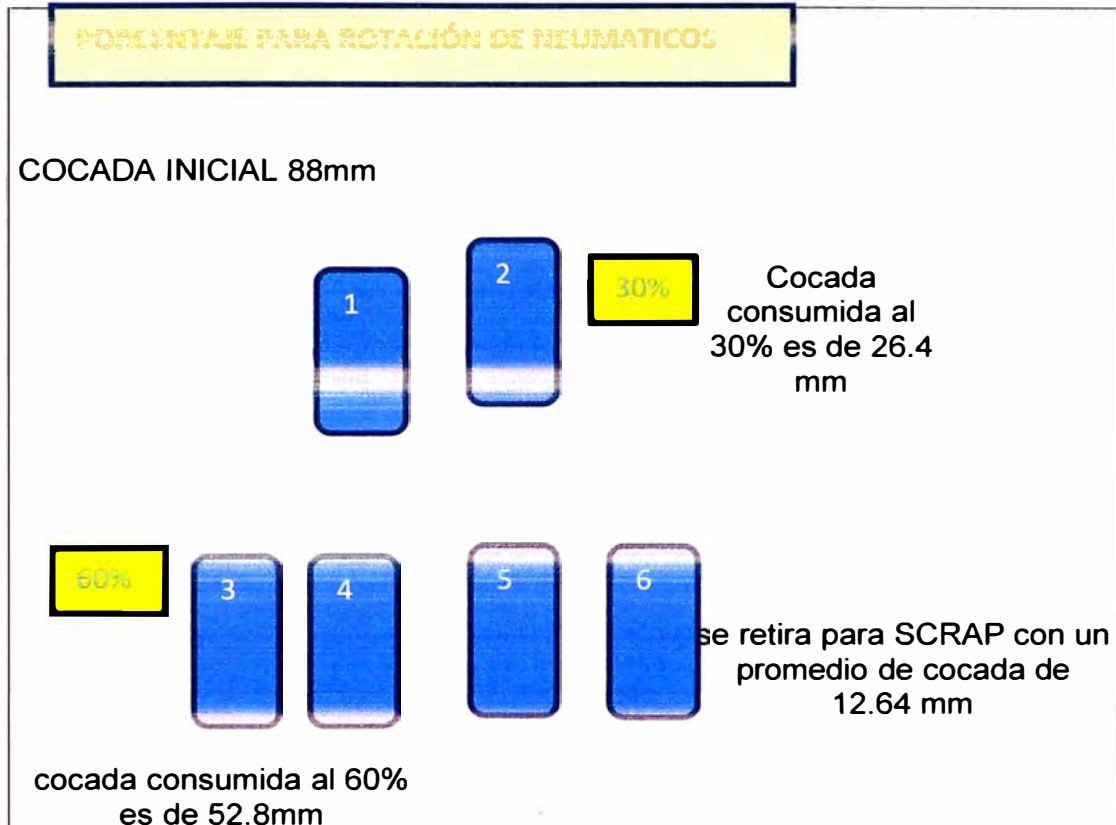 PORCENTAJE PARA ROTACIÓN DE NEUMATICOS
COCADA INICIAL 88mm
1
2
30%
Cocada
consumida al
30% es de 26.4
mm
60%
3
4
5
6
se retira para SCRAP con un
promedio de cocada de
12.64 mm
cocada consumida al 60%
es de 52.8mm